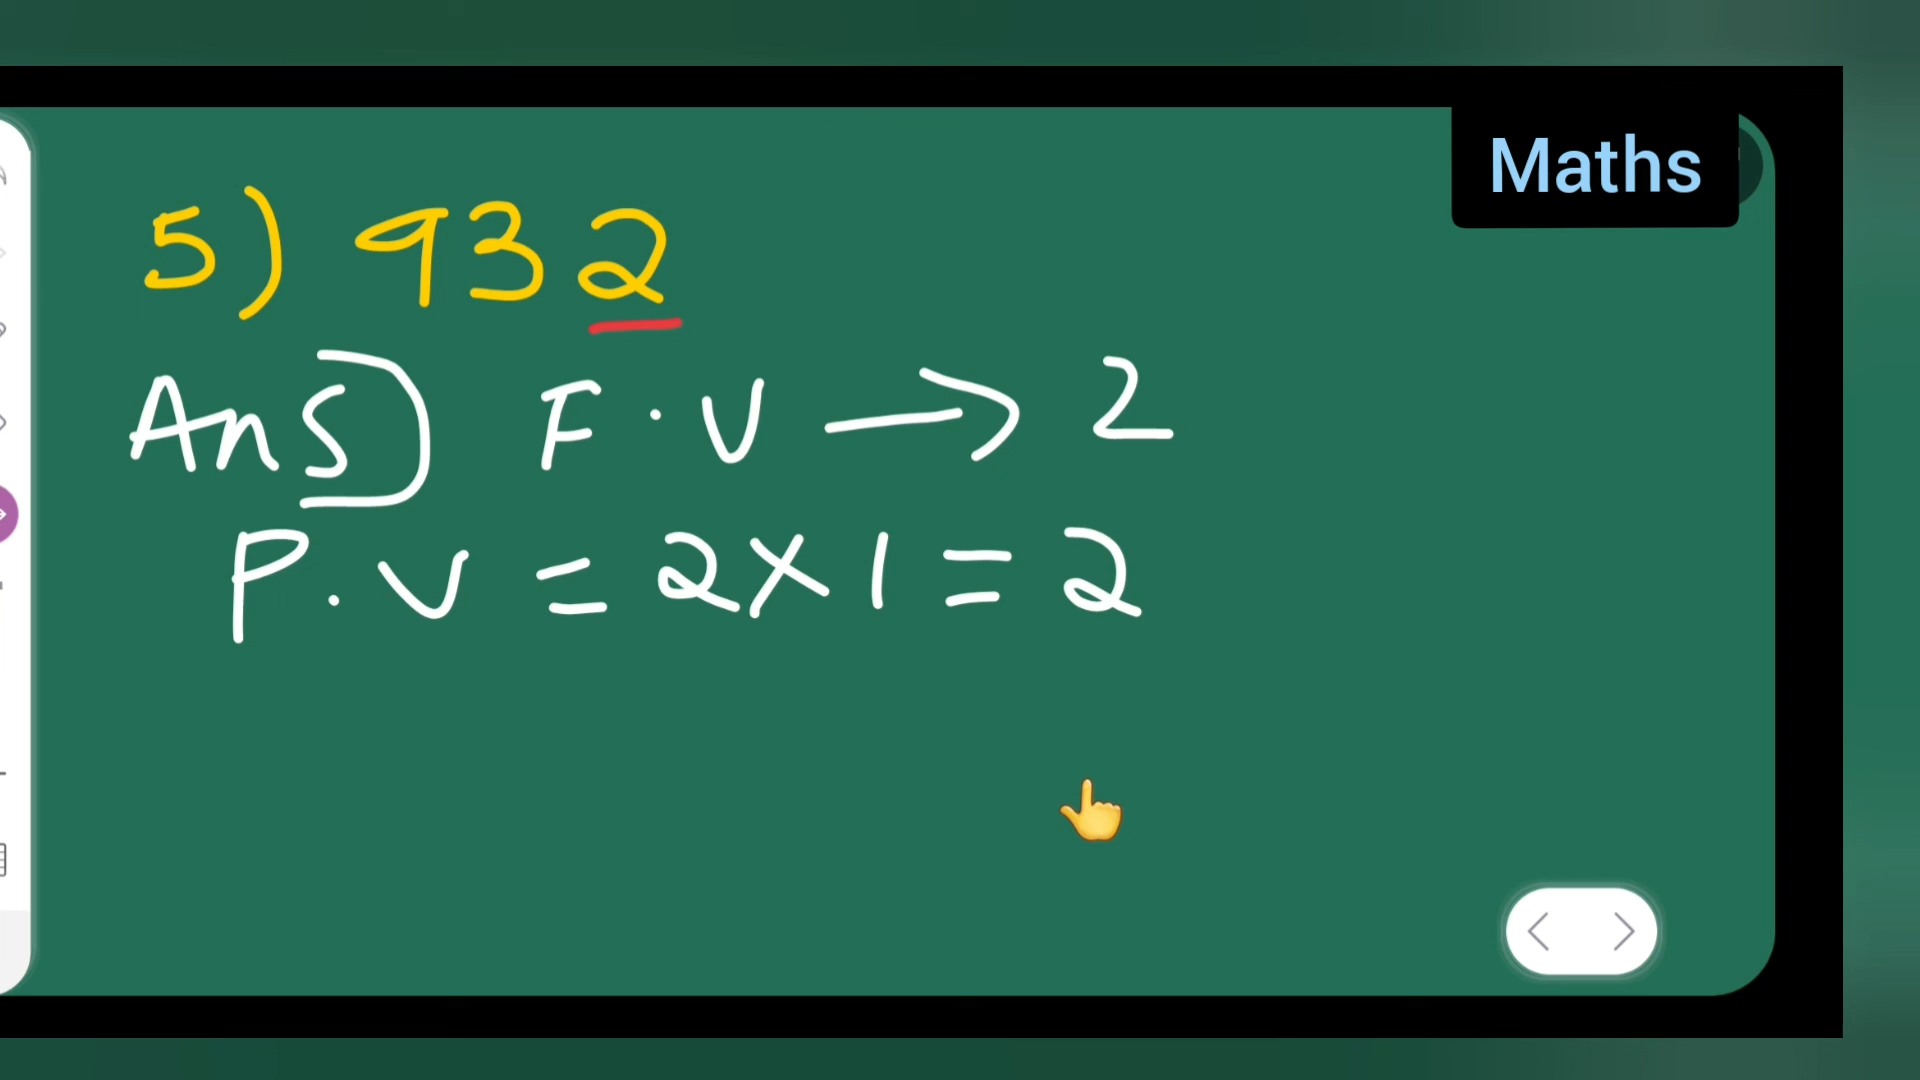 Maths
5) 932
Ans) F.V → 2
P.V = 2×1 = 2